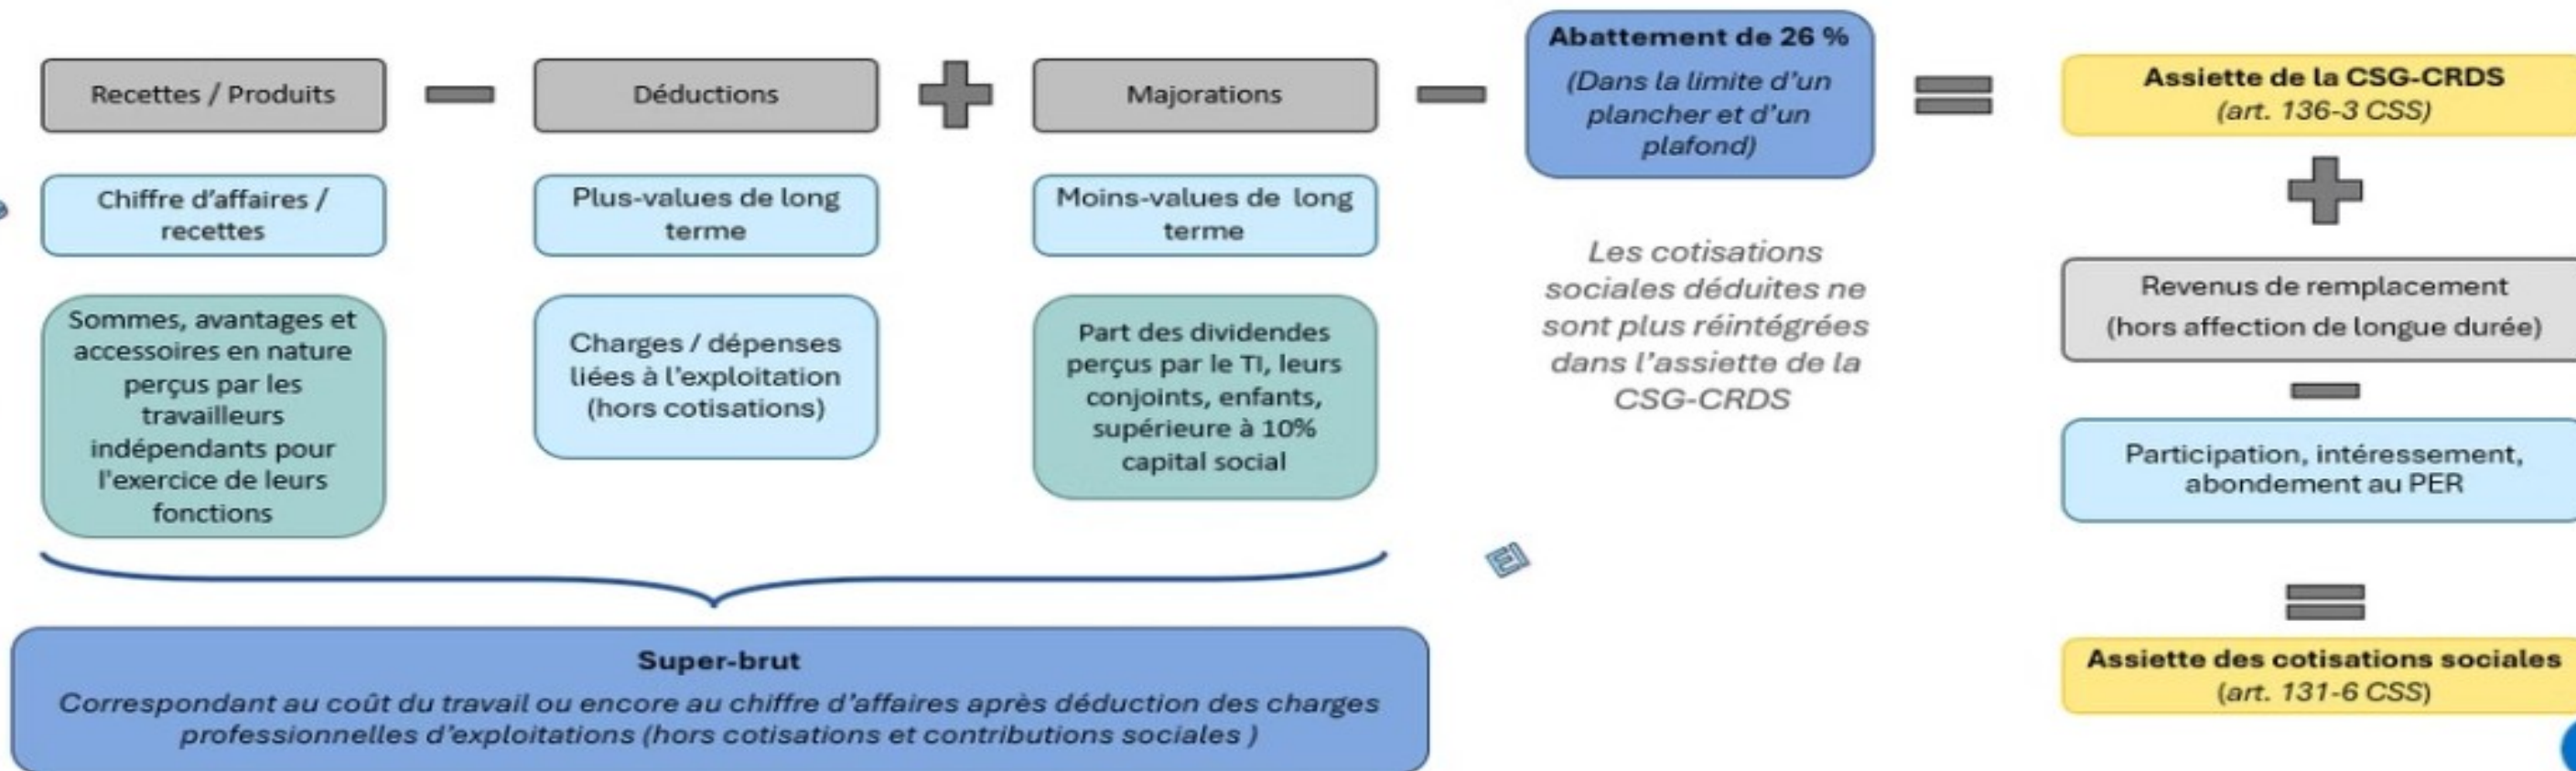 Recettes / Produits
Déductions
Majorations
Abattement de 26 %
(Dans la limite d'un
plancher et d'un
plafond)
Assiette de la CSG-CRDS
(art. 136-3 CSS)
Chiffre d'affaires /
recettes
Plus-values de long
terme
Moins-values de long
terme
Sommes, avantages et
accessoires en nature
perçus par les
travailleurs
indépendants pour
l'exercice de leurs
fonctions
Charges / dépenses
liées à l'exploitation
(hors cotisations)
Part des dividendes
perçus par le TI, leurs
conjoints, enfants,
supérieure à 10%
capital social
Les cotisations
sociales déduites ne
sont plus réintégrées
dans l'assiette de la
CSG-CRDS
Revenus de remplacement
(hors affection de longue durée)
Participation, intéressement,
abondement au PER
EI
Super-brut
Correspondant au coût du travail ou encore au chiffre d'affaires après déduction des charges
professionnelles d'exploitations (hors cotisations et contributions sociales )
Assiette des cotisations sociales
(art. 131-6 CSS)